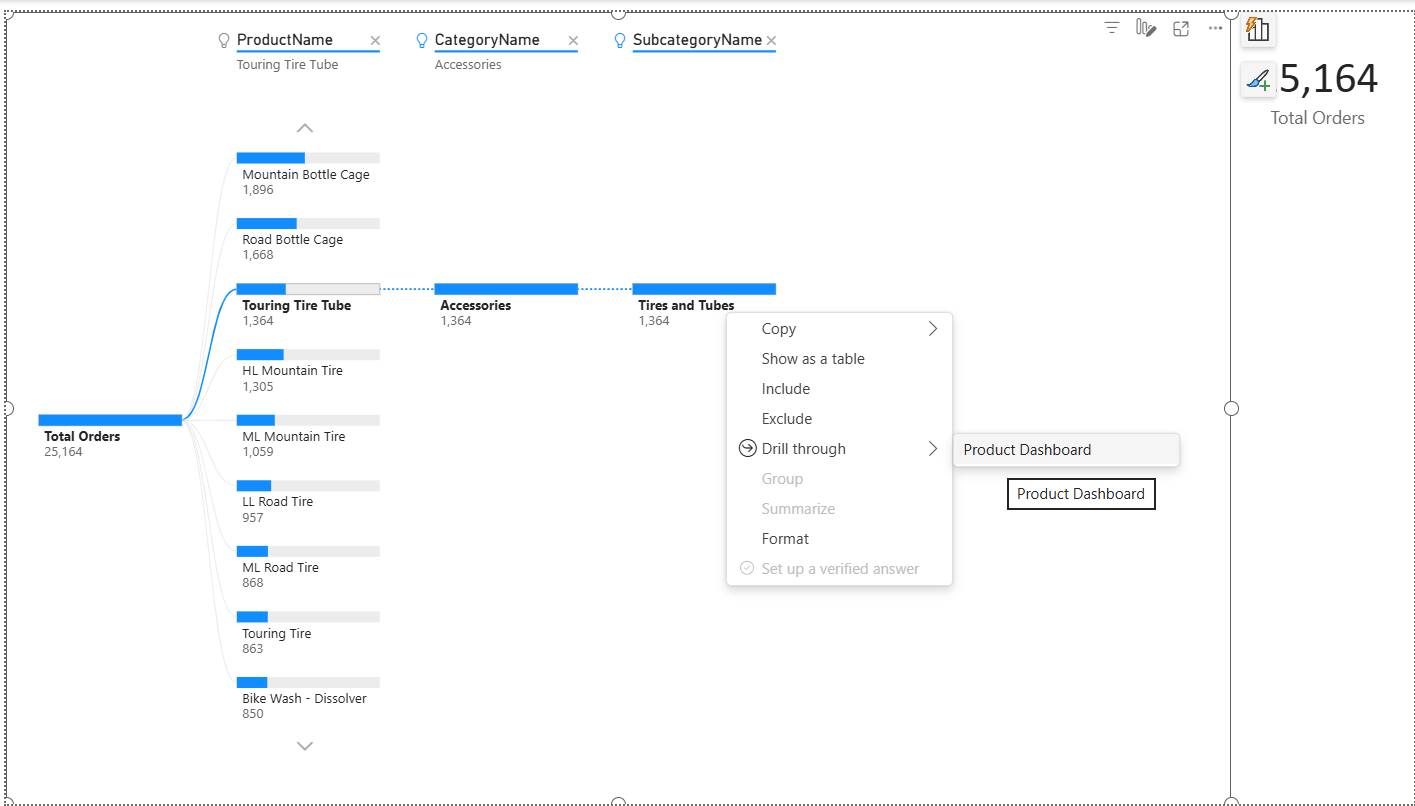 ProductName
Touring Tire Tube
CategoryName
Accessories
SubcategoryName
5,164
Total Orders
Mountain Bottle Cage
1,896
Road Bottle Cage
1,668
Touring Tire Tube
1,364
Accessories
1,364
Tires and Tubes
1,364
HL Mountain Tire
1,305
Total Orders
25,164
ML Mountain Tire
1,059
LL Road Tire
957
ML Road Tire
868
Touring Tire
863
Bike Wash - Dissolver
850
Copy
Show as a table
Include
Exclude
Drill through
Group
Summarize
Format
Set up a verified answer
Product Dashboard
Product Dashboard